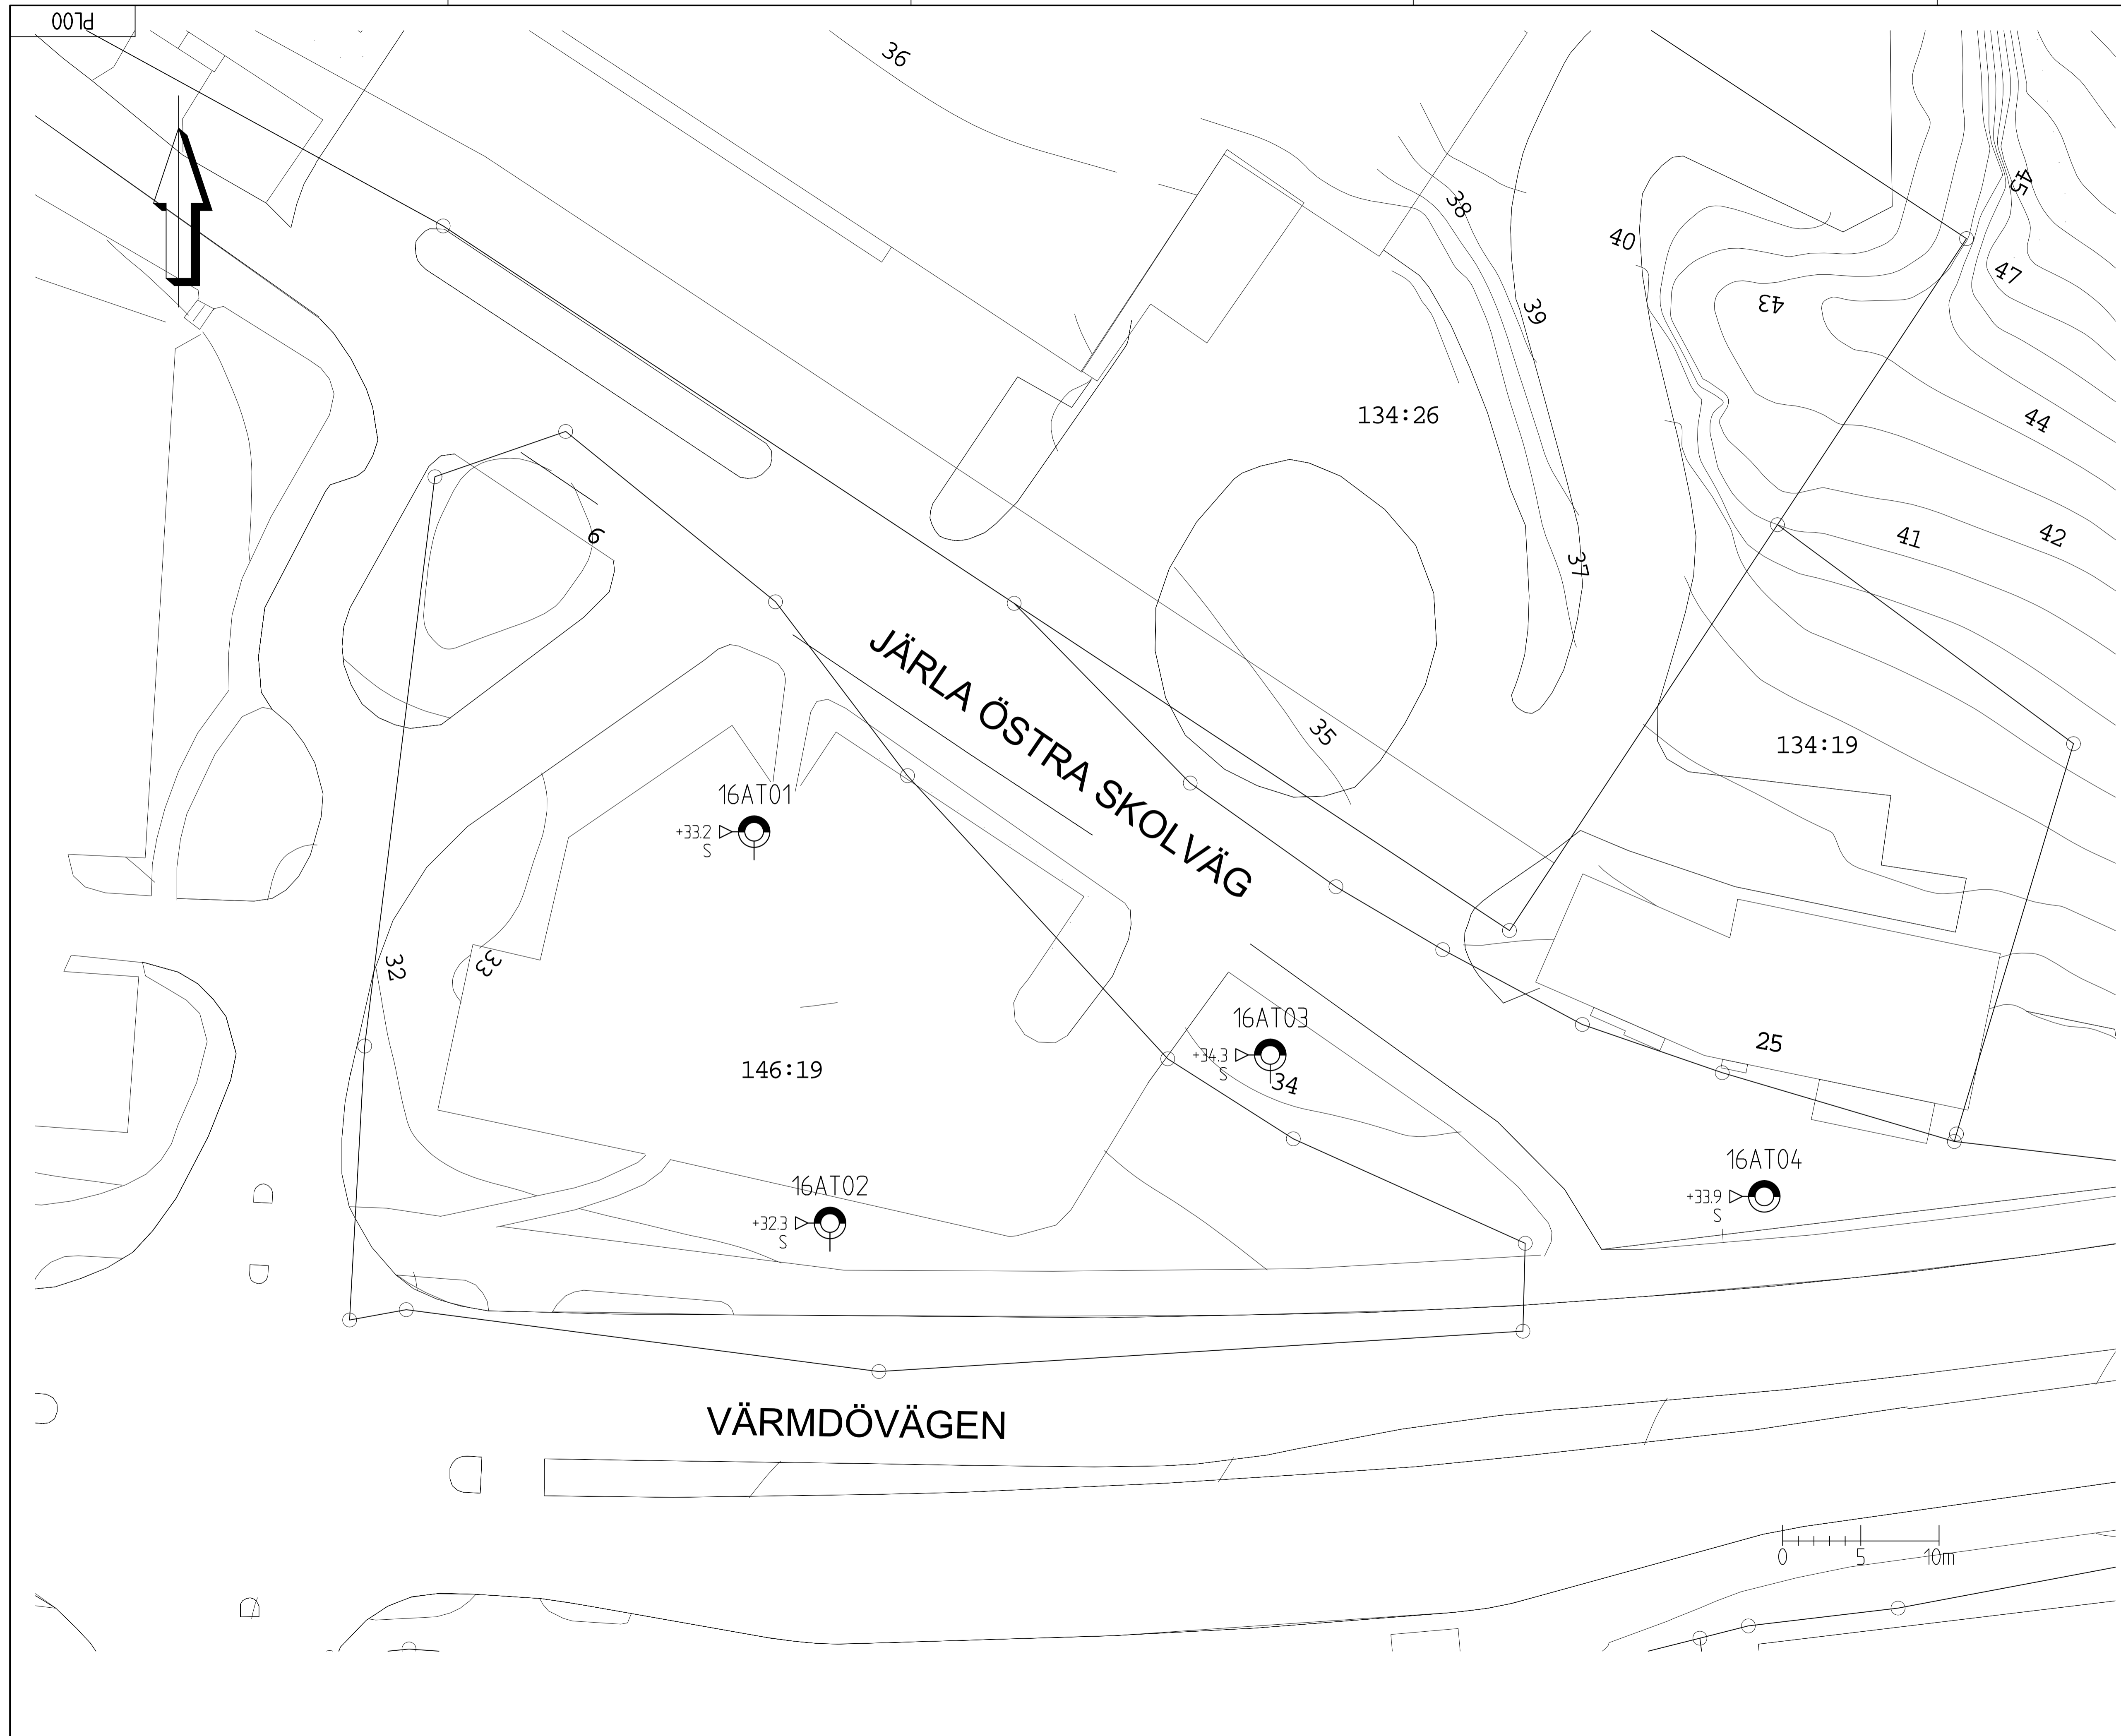 PL00
36
38
45
40
47
43
39
134:26
44
6
41
42
37
JÄRLA ÖSTRA SKOLVÄG
35
134:19
16AT01
+33.2
S
32
33
16AT03
+34.3
S
34
25
146:19
16AT04
+33.9
S
16AT02
+32.3
S
VÄRMDÖVÄGEN
0 5 10m